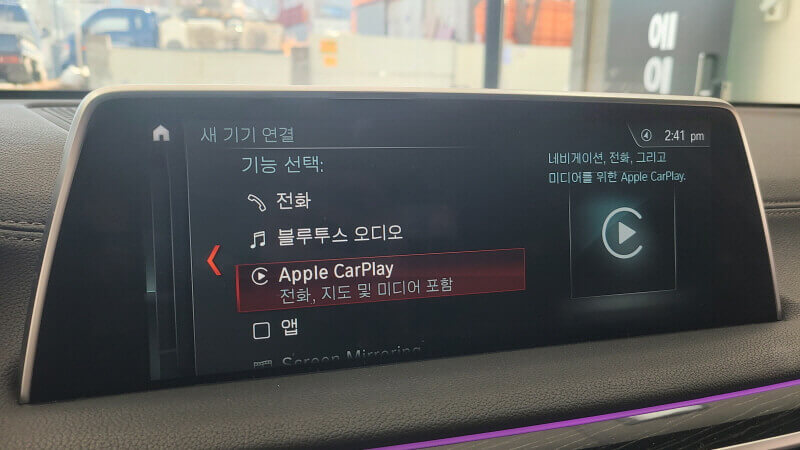 에
에
새 기기 연결
2:41 pm
기능 선택:
전화
블루투스 오디오
Apple CarPlay
전화, 지도 및 미디어 포함
앱
Screen Mirroring
네비게이션, 전화, 그리고
미디어를 위한 Apple CarPlay.